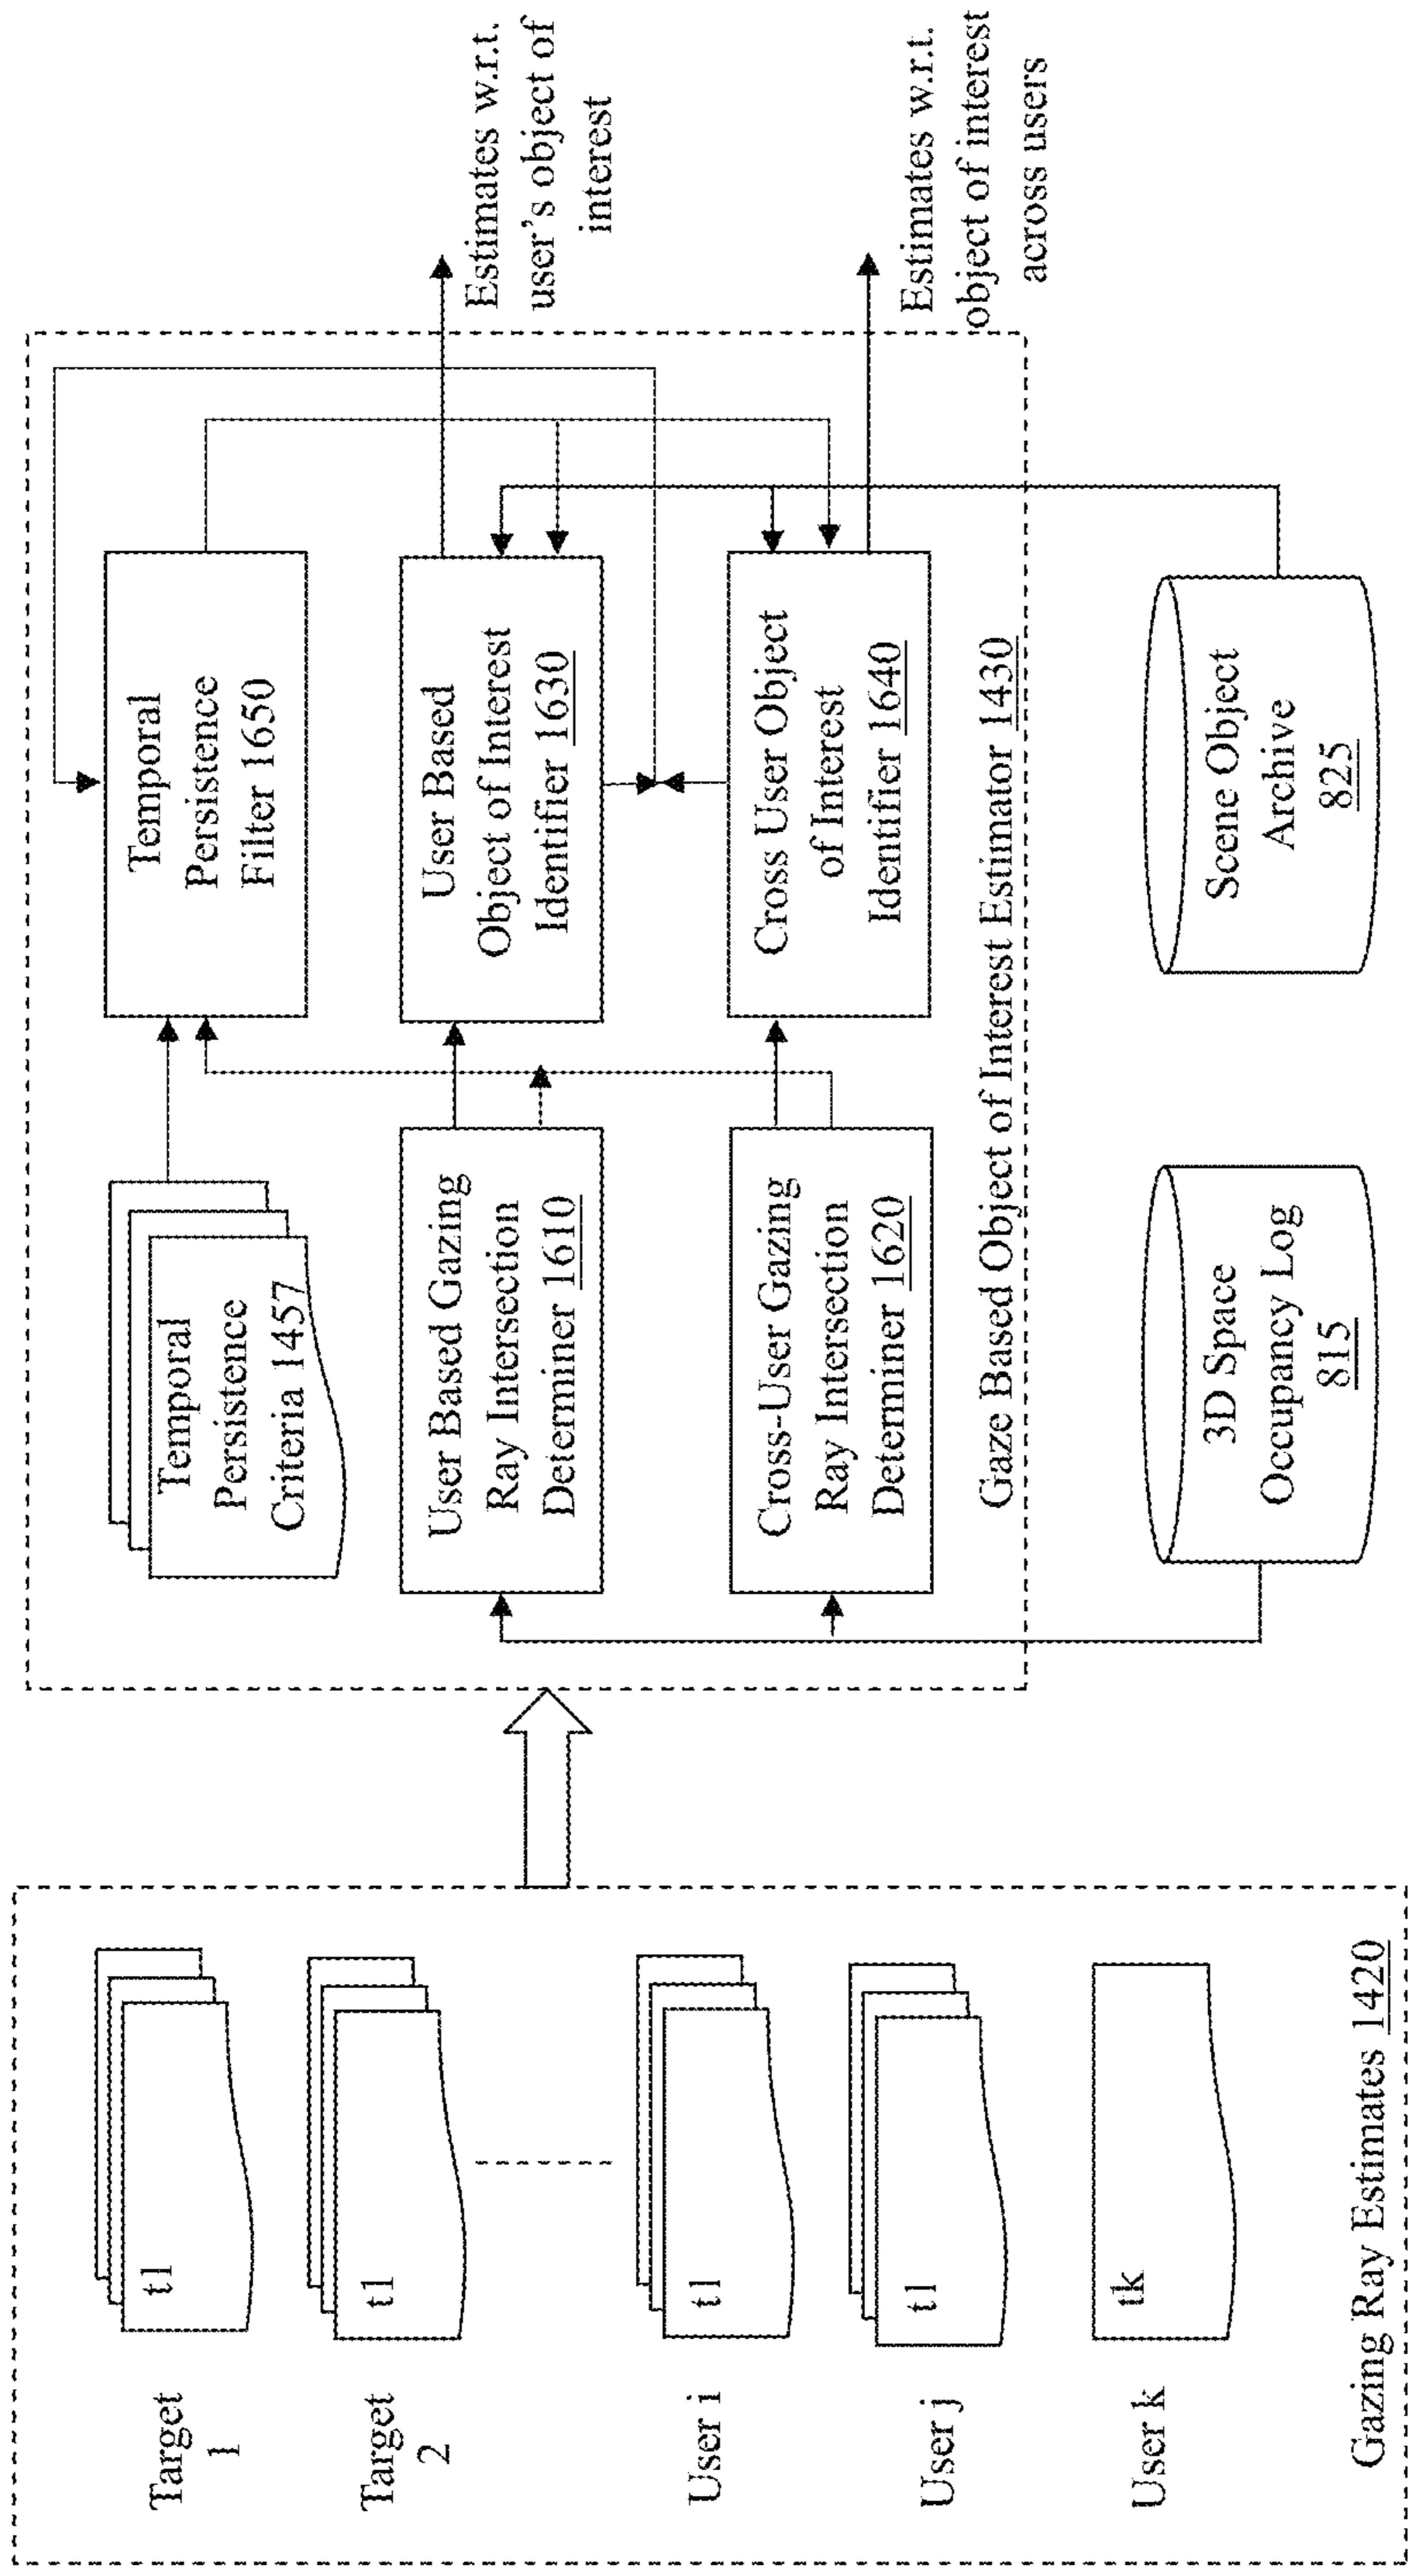 Target
1
t1
Target
2
t1
User i
t1
User j
t1
User k
tk
Gazing Ray Estimates 1420
Temporal
Persistence
Criteria 1457
User Based Gazing
Ray Intersection
Determiner 1610
Cross-User Gazing
Ray Intersection
Determiner 1620
Temporal
Persistence
Filter 1650
User Based
Object of Interest
Identifier 1630
Cross User Object
of Interest
Identifier 1640
Gaze Based Object of Interest Estimator 1430
3D Space
Occupancy Log
815
Scene Object
Archive
825
Estimates w.r.t.
user's object of
interest
Estimates w.r.t.
object of interest
across users